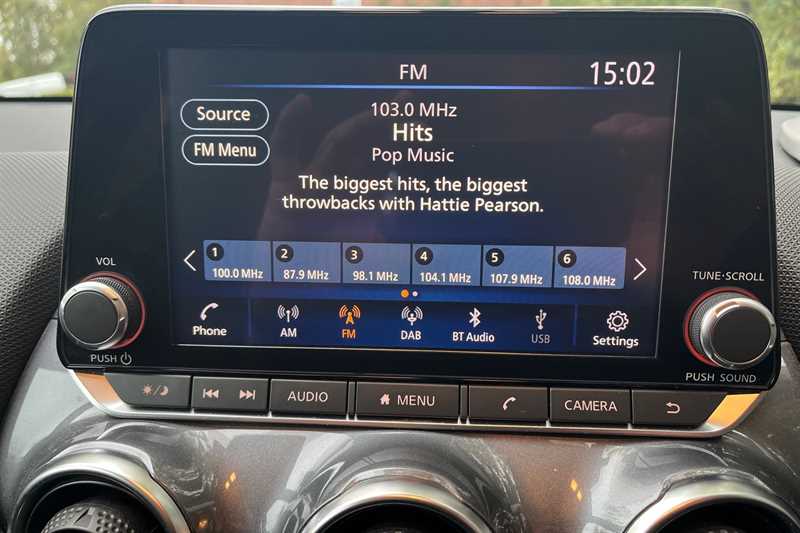 FM
15:02
Source
103.0 MHz
Hits
FM Menu
Pop Music
The biggest hits, the biggest
throwbacks with Hattie Pearson.
1 2 3 4 5 6
100.0 MHz 87.9 MHz 98.1 MHz 104.1 MHz 107.9 MHz 108.0 MHz
Phone AM FM DAB BT Audio USB Settings
VOL
PUSH
TUNE·SCROLL
PUSH SOUND
AUDIO MENU CAMERA